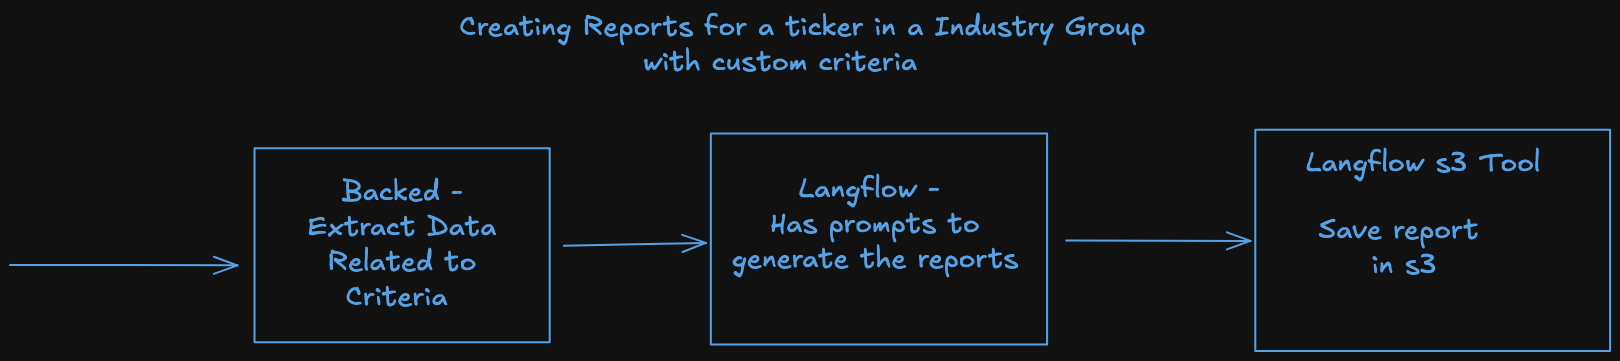 Creating Reports for a ticker in a Industry Group
with custom criteria
Backed -
Extract Data
Related to
Criteria
Langflow -
Has prompts to
generate the reports
Langflow s3 Tool
Save report
in s3